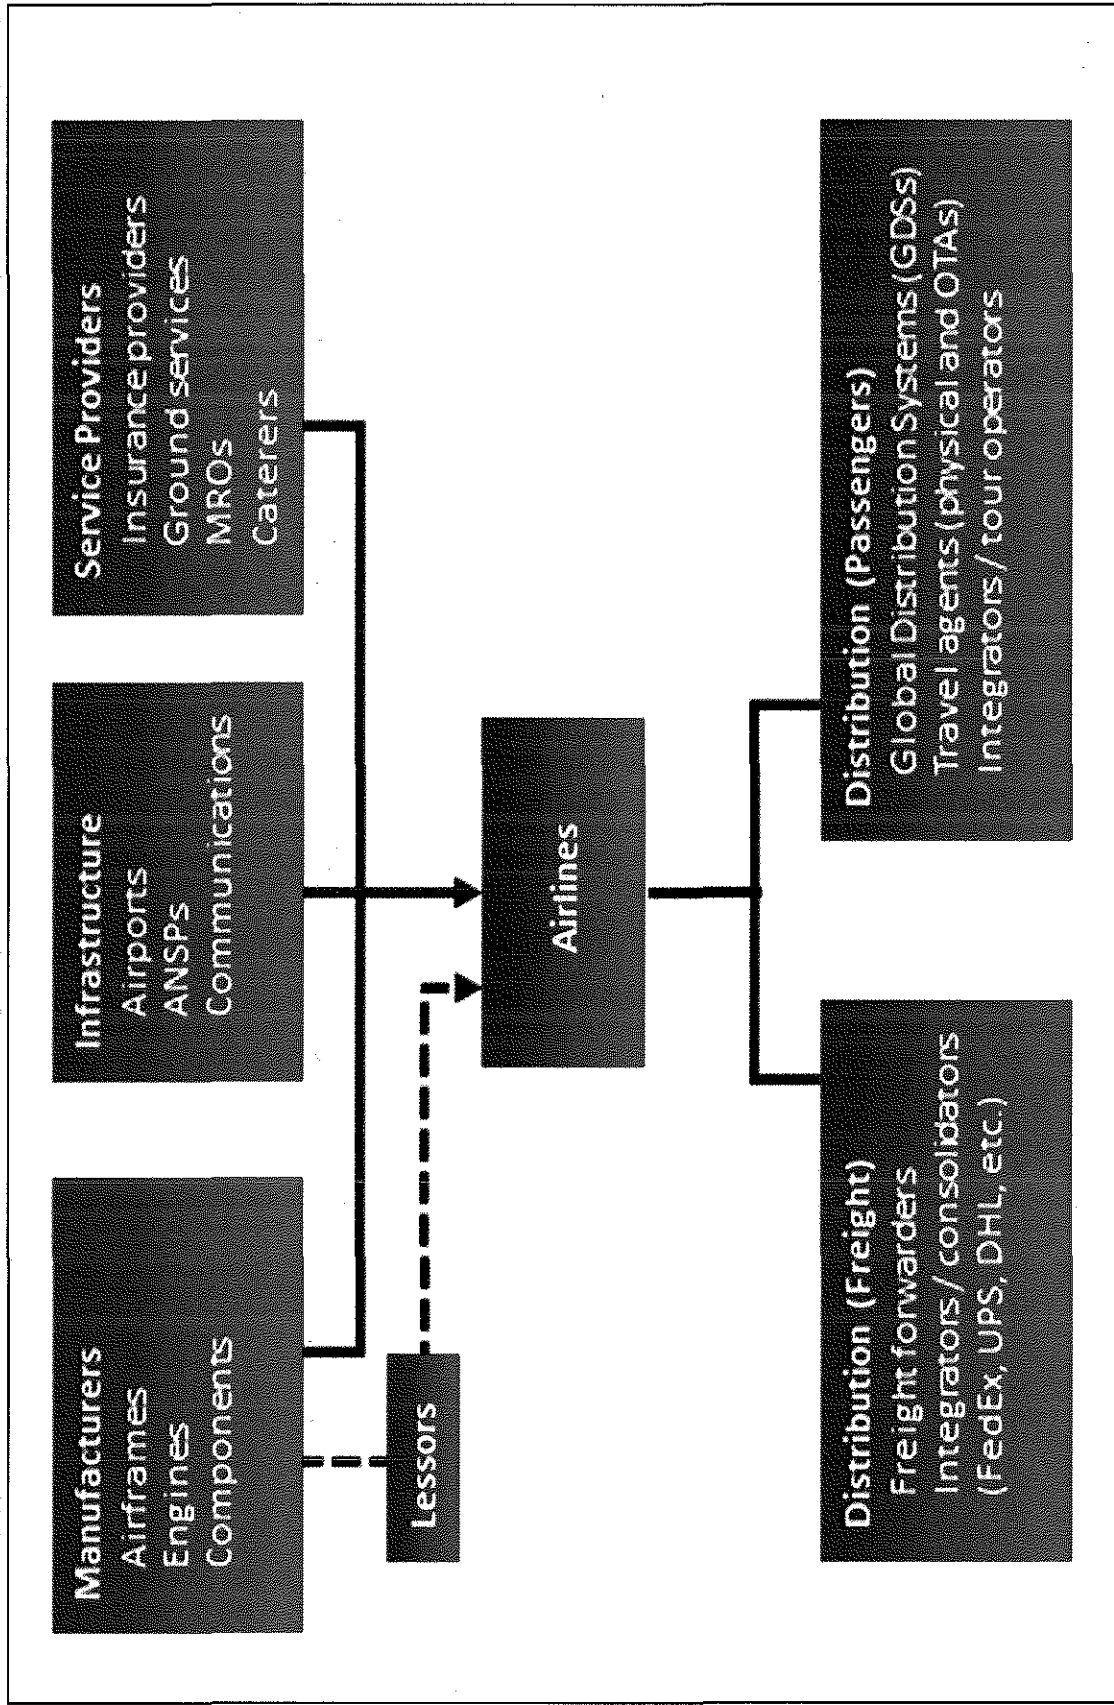 Manufacturers
Airframes
Engines
Components
Infrastructure
Airports
ANSPs
Communications
Service Providers
Insurance providers
Ground services
MROs
Caterers
Lessors
Airlines
Distribution (Freight)
Freight forwarders
Integrators / consolidators
(FedEx, UPS, DHL, etc.)
Distribution (Passengers)
Global Distribution Systems (GDSs)
Travel agents (physical and OTAs)
Integrators / tour operators